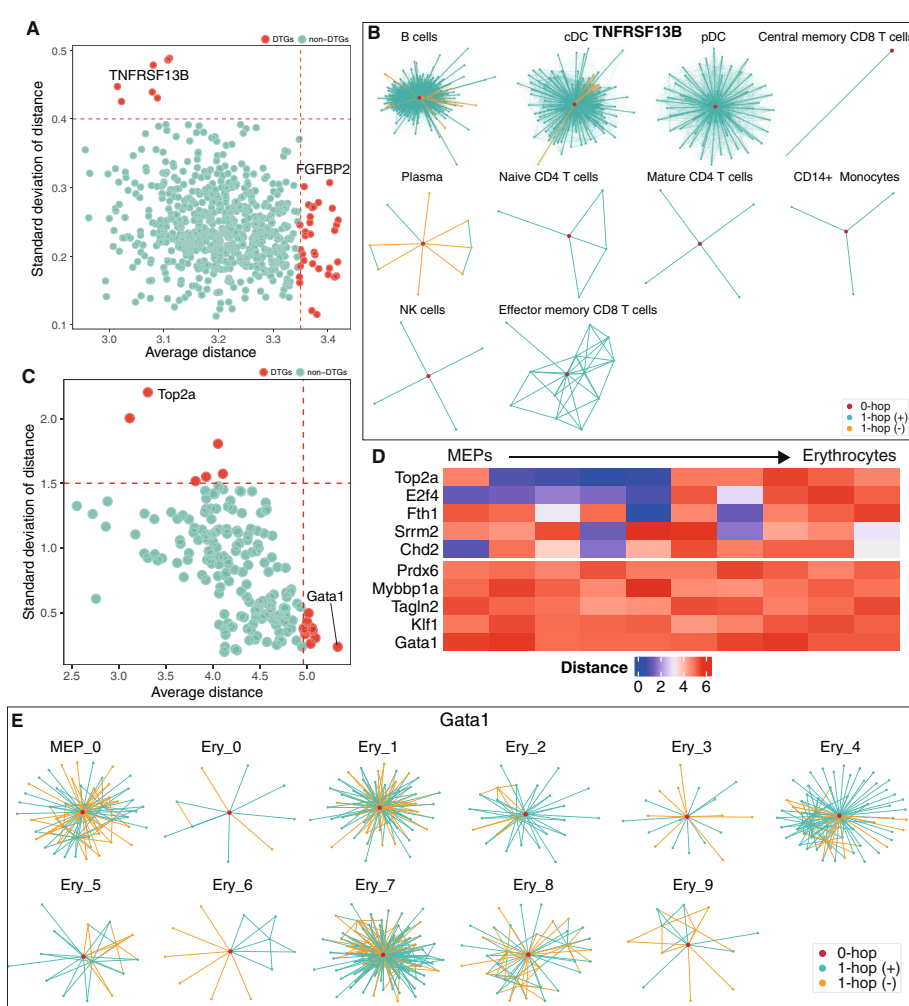 A
DTGs non-DTGs
Standard deviation of distance
0.5
0.4
0.3
0.2
0.1
TNFRSF13B
FGFBP2
3.0 3.1 3.2 3.3 3.4
Average distance
B
TNFRSF13B
B cells cDC pDC Central memory CD8 T cells
Plasma Naive CD4 T cells Mature CD4 T cells CD14+ Monocytes
NK cells Effector memory CD8 T cells
0-hop
1-hop (+)
1-hop (-)
C
DTGs non-DTGs
Standard deviation of distance
2.0
1.5
1.0
0.5
Top2a
Gata1
2.5 3.0 3.5 4.0 4.5 5.0
Average distance
D
MEPs Erythrocytes
Top2a
E2f4
Fth1
Srrm2
Chd2
Prdx6
Mybbp1a
Tagln2
Klf1
Gata1
Distance
0 2 4 6
E
Gata1
MEP_0 Ery_0 Ery_1 Ery_2 Ery_3 Ery_4
Ery_5 Ery_6 Ery_7 Ery_8 Ery_9
0-hop
1-hop (+)
1-hop (-)